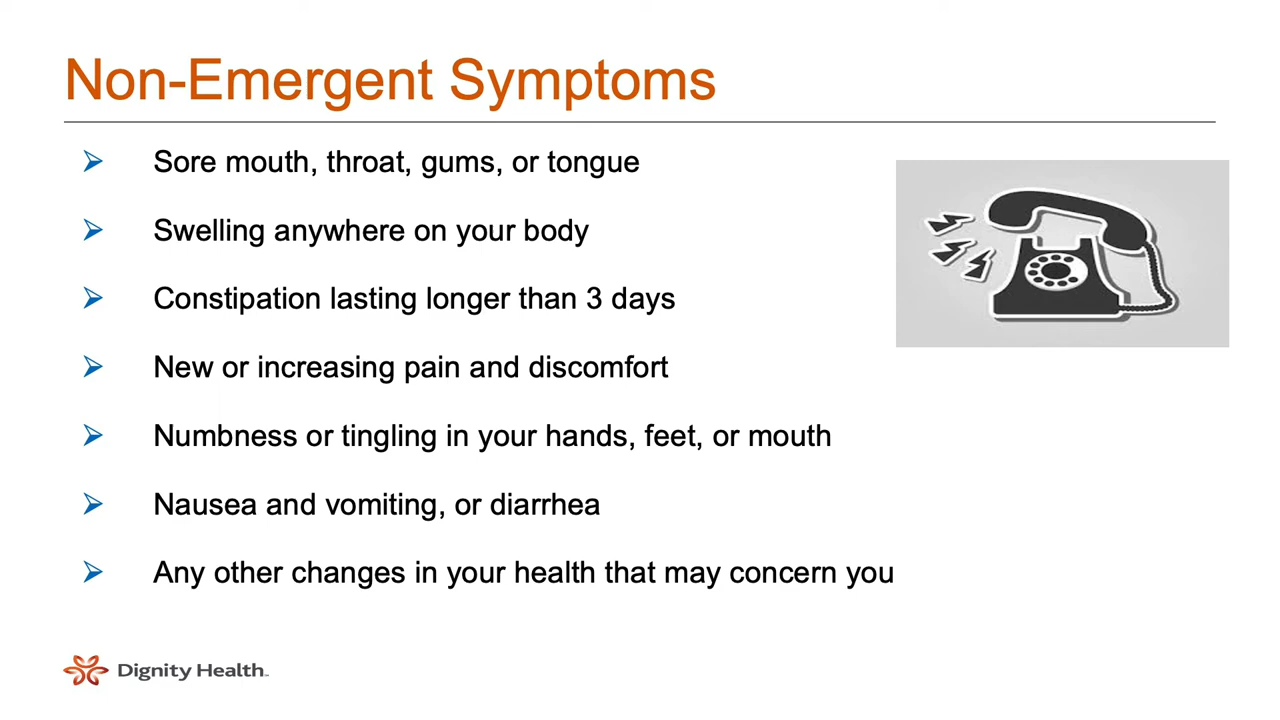 Non-Emergent Symptoms
Sore mouth, throat, gums, or tongue
Swelling anywhere on your body
Constipation lasting longer than 3 days
New or increasing pain and discomfort
Numbness or tingling in your hands, feet, or mouth
Nausea and vomiting, or diarrhea
Any other changes in your health that may concern you
Dignity Health™